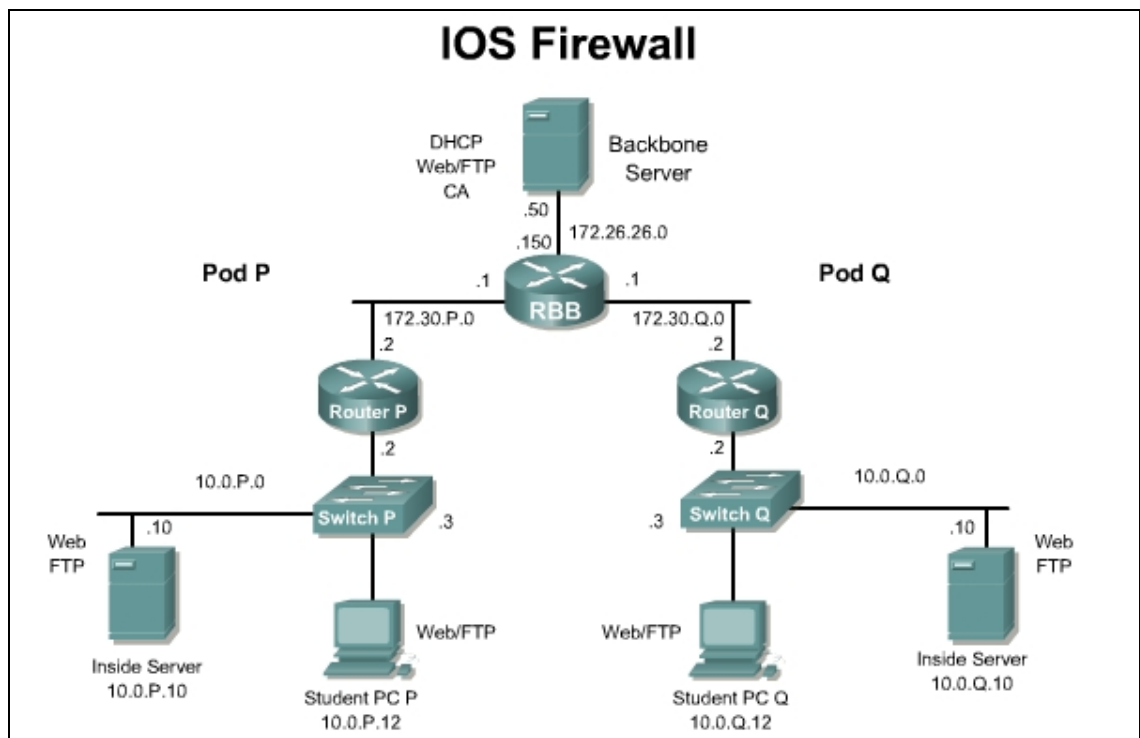 IOS Firewall
DHCP
Web/FTP
CA
Backbone
Server
.50
172.26.26.0
.150
Pod P
Pod Q
.1
.1
RBB
172.30.P.0
172.30.Q.0
.2
.2
Router P
Router Q
.2
.2
10.0.P.0
10.0.Q.0
Switch P
.3
.3
Switch Q
.10
.10
Web
FTP
Web
FTP
Web/FTP
Web/FTP
Inside Server
10.0.P.10
Student PC P
10.0.P.12
Student PC Q
10.0.Q.12
Inside Server
10.0.Q.10